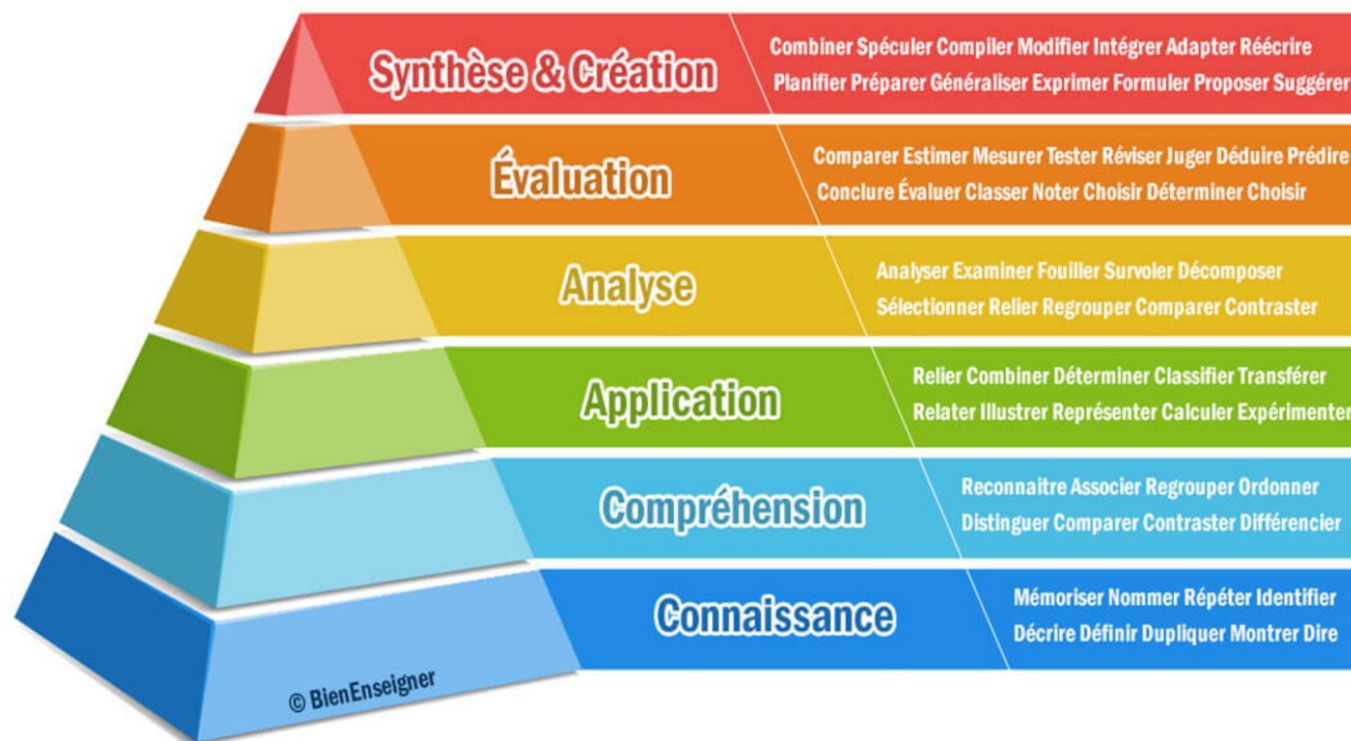 Synthèse & Création
Combiner Spéculer Compiler Modifier Intégrer Adapter Réécrire
Planifier Préparer Généraliser Exprimer Formuler Proposer Suggérer
Évaluation
Comparer Estimer Mesurer Tester Réviser Juger Déduire Prédire
Conclure Évaluer Classer Noter Choisir Déterminer Choisir
Analyse
Analyser Examiner Fouiller Survoler Décomposer
Sélectionner Relier Regrouper Comparer Contraster
Application
Relier Combiner Déterminer Classifier Transférer
Relater Illustrer Représenter Calculer Expérimenter
Compréhension
Reconnaitre Associer Regrouper Ordonner
Distinguer Comparer Contraster Différencier
Connaissance
Mémoriser Nommer Répéter Identifier
Décrire Définir Dupliquer Montrer Dire
© BienEnseigner